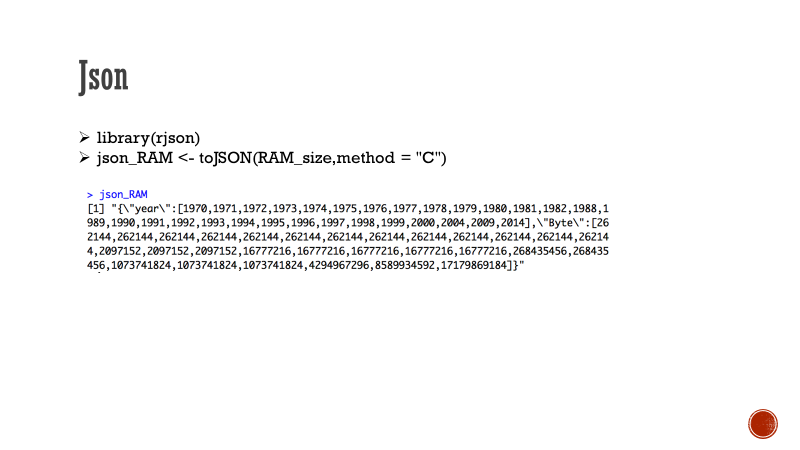 Json
➢ library(rjson)
➢ json_RAM <- toJSON(RAM_size,method = "C")
> json_RAM
[1] "{\"year\":[1970,1971,1972,1973,1974,1975,1976,1977,1978,1979,1980,1981,1982,1988,1
989,1990,1991,1992,1993,1994,1995,1996,1997,1998,1999,2000,2004,2009,2014],\"Byte\":[26
2144,262144,262144,262144,262144,262144,262144,262144,262144,262144,262144,262144,26214
4,2097152,2097152,2097152,16777216,16777216,16777216,16777216,16777216,268435456,268435
456,1073741824,1073741824,1073741824,4294967296,8589934592,17179869184]}"